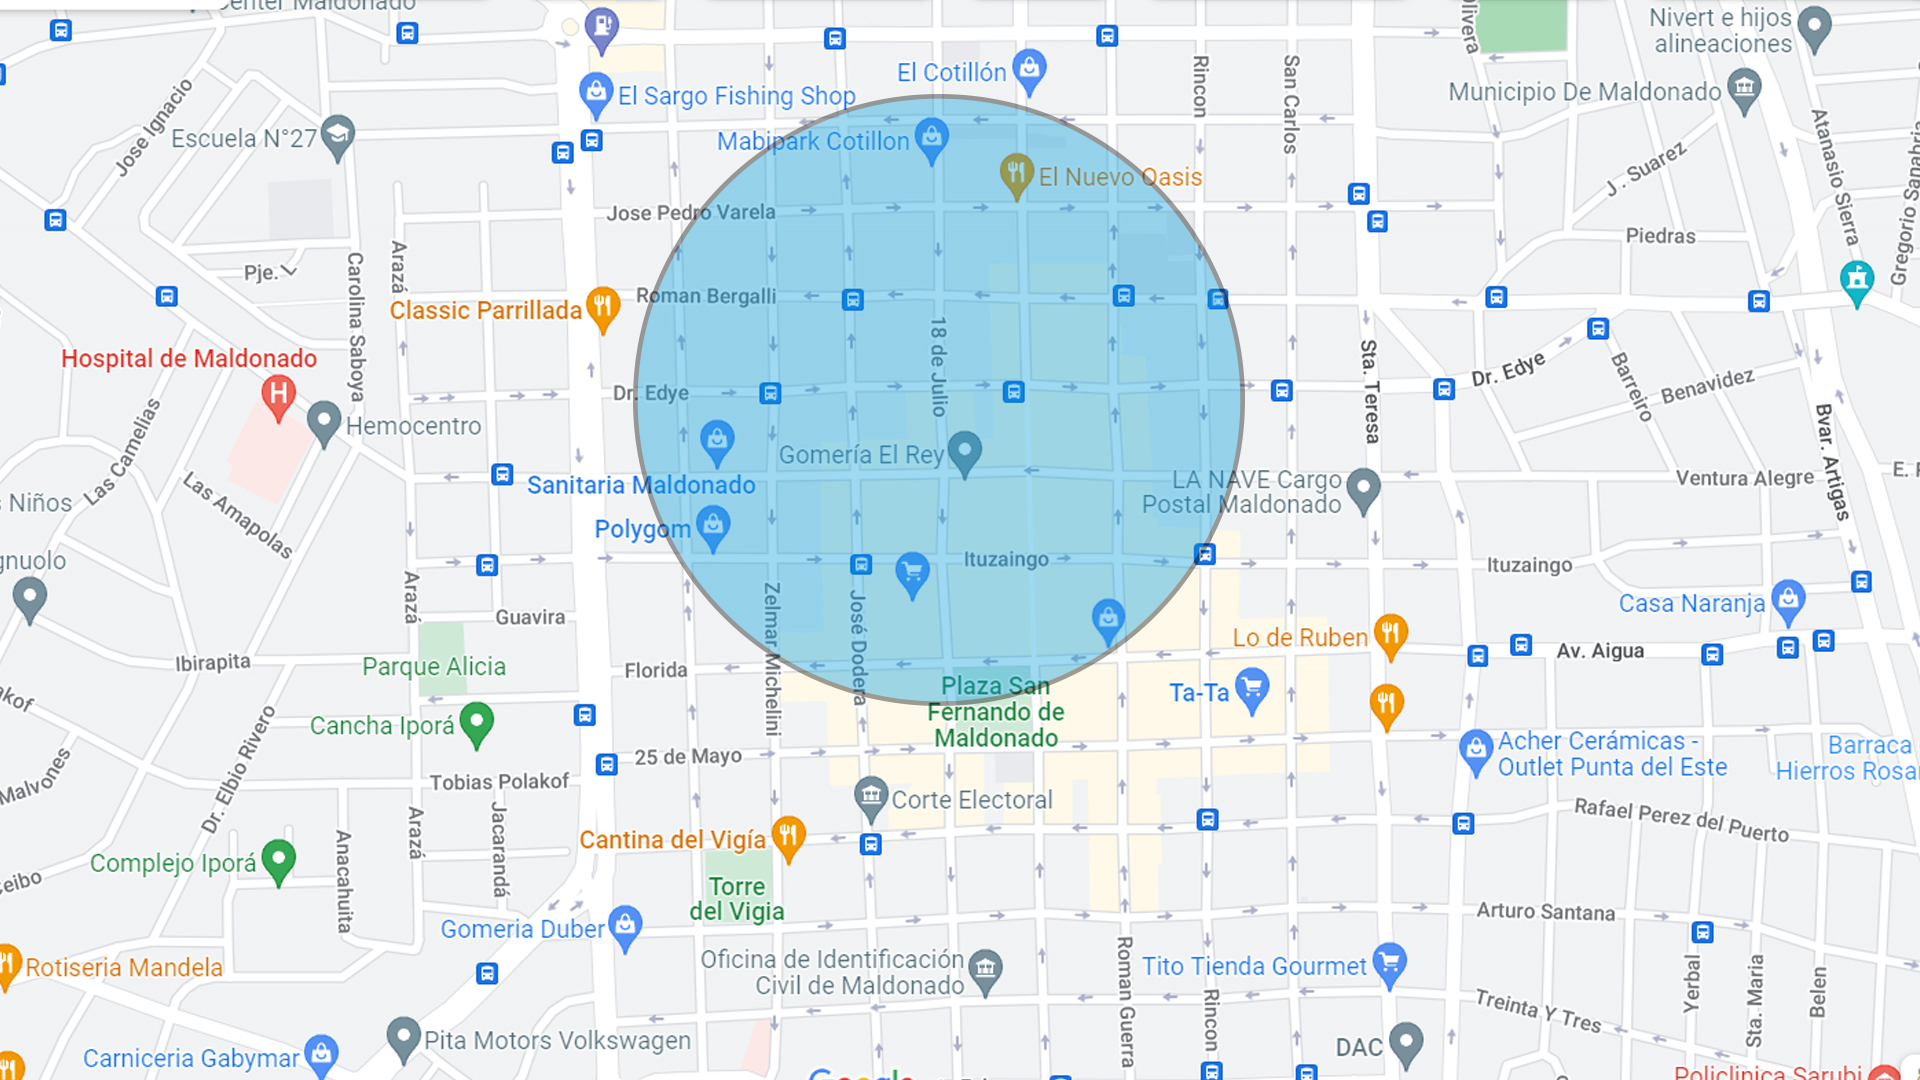 Center Maldonado
Nivert e hijos
alineaciones
Olivera
El Cotillón
Rincon
San Carlos
Municipio De Maldonado
El Sargo Fishing Shop
Jose Ignacio
Escuela N°27
Mabipark Cotillon
Atanasio Sierra
Gregorio Sanabria
J. Suarez
El Nuevo Oasis
Jose Pedro Varela
Piedras
Arazá
Pje. V
Carolina Saboya
Classic Parrillada
Roman Bergalli
18 de Julio
Hospital de Maldonado
Sta. Teresa
Dr. Edye
Barreiro
Benavidez
Dr. Edye
Las Camelias
Hemocentro
Bvar. Artigas
Gomería El Rey
E. F
Sanitaria Maldonado
LA NAVE Cargo
Postal Maldonado
Ventura Alegre
s Niños
Las Amapolas
Polygom
gnuolo
Ituzaingo
Ituzaingo
Arazá
Zelmar Michelini
José Dodera
Guavira
Casa Naranja
Lo de Ruben
Av. Aigua
Ibirapita
Parque Alicia
Florida
Plaza San
Fernando de
Maldonado
Ta-Ta
akof
Cancha Iporá
Dr. Elbio Rivero
25 de Mayo
Acher Cerámicas -
Outlet Punta del Este
Barraca
Hierros Rosa
Malvones
Tobias Polakof
Corte Electoral
Rafael Perez del Puerto
Arazá
Jacarandá
Anacahuita
Cantina del Vigía
Complejo Iporá
Ceibo
Torre
del Vigia
Arturo Santana
Gomeria Duber
Rotiseria Mandela
Oficina de Identificación
Civil de Maldonado
Roman Guerra
Rincon
Tito Tienda Gourmet
Yerbal
Sta. Maria
Belen
Treinta Y Tres
Pita Motors Volkswagen
Carniceria Gabymar
DAC
Google
Policlinica Sarubi